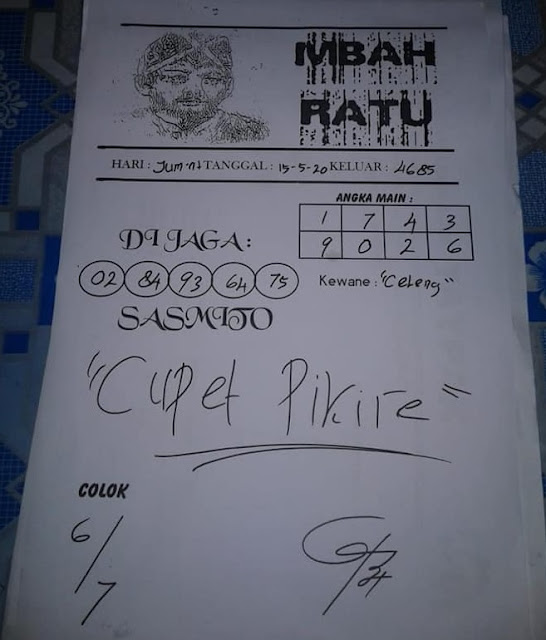 MBAH
RATU
HARI : Jum'at TANGGAL : 15-5-20 KELUAR : 4685
ANGKA MAIN :
1 7 4 3
9 0 2 6
DI JAGA :
02 84 93 64 75
Kewane : "Celeng"
SASMITO
"Cupet Pikire"
COLOK
6/7